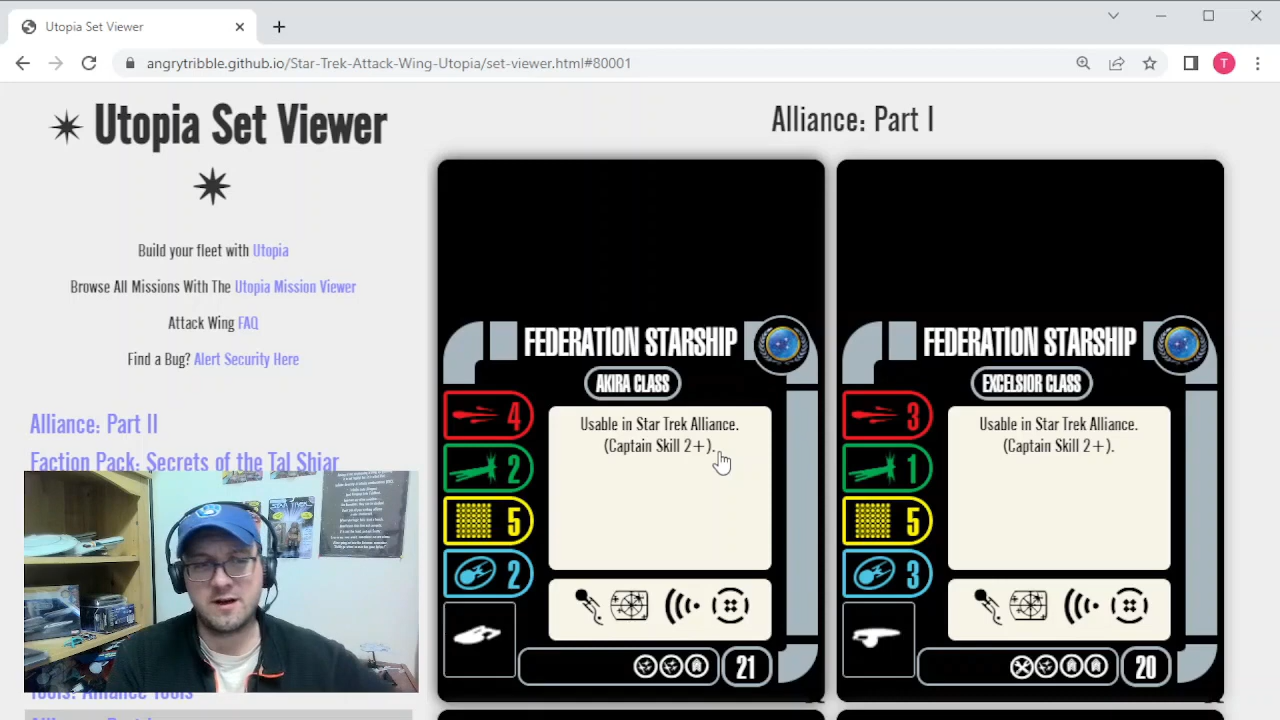 Utopia Set Viewer
angrytribble.github.io/Star-Trek-Attack-Wing-Utopia/set-viewer.html#80001
T
Utopia Set Viewer
Build your fleet with Utopia
Browse All Missions With The Utopia Mission Viewer
Attack Wing FAQ
Find a Bug? Alert Security Here
Alliance: Part II
Faction Pack: Secrets of the Tal Shiar
Tools: Alliance Tools
Alliance: Part I
FEDERATION STARSHIP
AKIRA CLASS
4
2
5
2
Usable in Star Trek Alliance.
(Captain Skill 2+).
21
FEDERATION STARSHIP
EXCELSIOR CLASS
3
1
5
3
Usable in Star Trek Alliance.
(Captain Skill 2+).
20